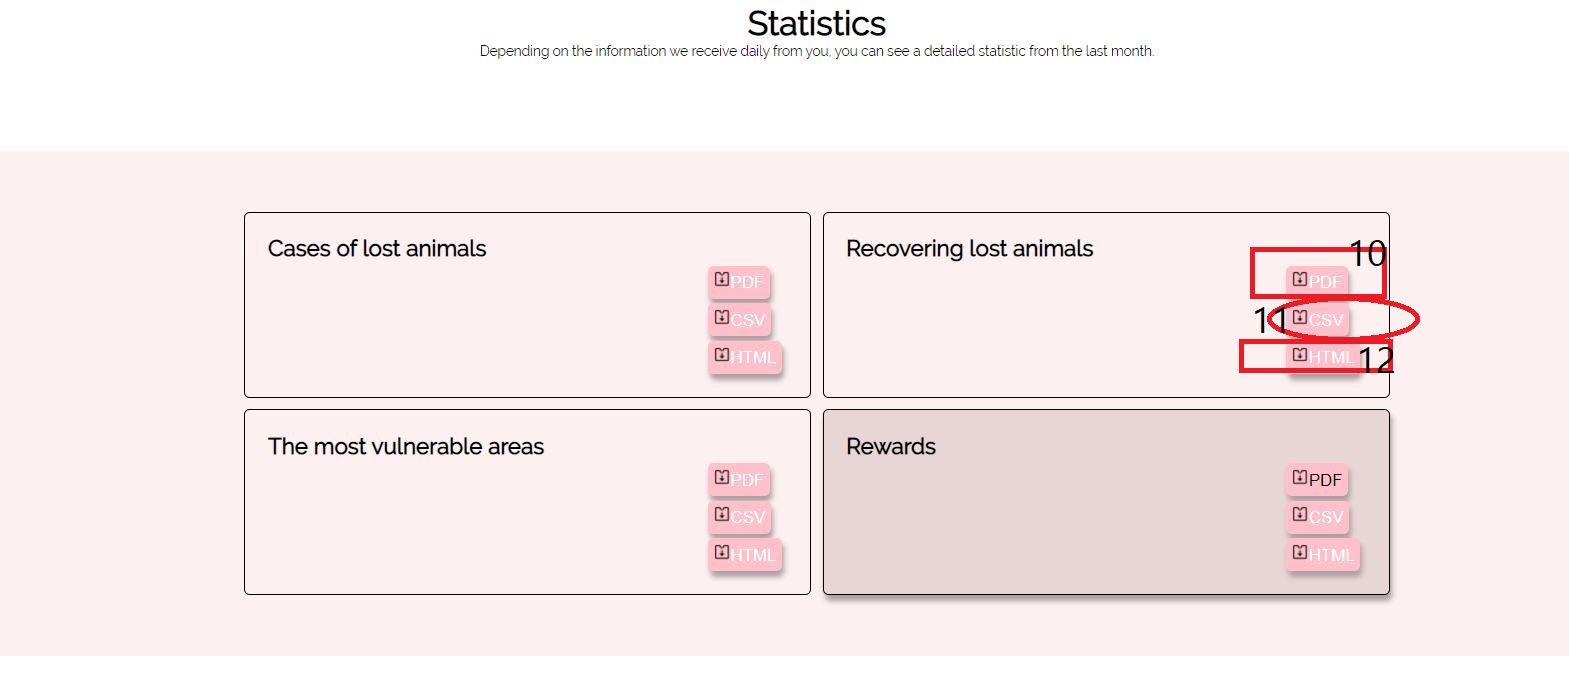 Statistics
Depending on the information we receive daily from you, you can see a detailed statistic from the last month.
Cases of lost animals
PDF
CSV
HTML
Recovering lost animals
10
PDF
11 CSV
HTML 12
The most vulnerable areas
PDF
CSV
HTML
Rewards
PDF
CSV
HTML